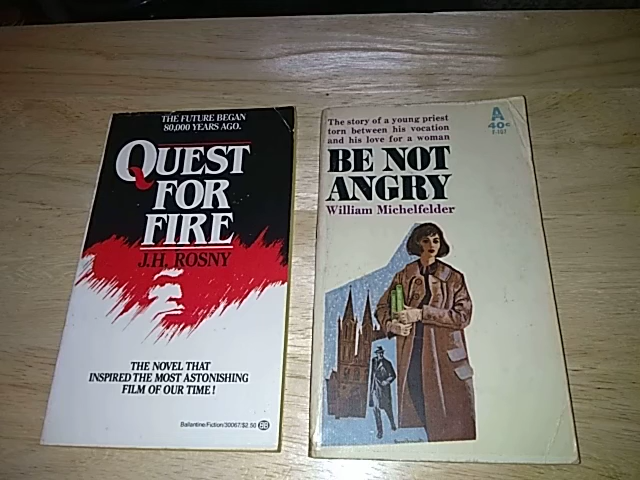 THE FUTURE BEGAN
80,000 YEARS AGO.
QUEST
FOR
FIRE
J.H. ROSNY
THE NOVEL THAT
INSPIRED THE MOST ASTONISHING
FILM OF OUR TIME!
Ballantine/Fiction/30067/$2.50 BB
The story of a young priest
torn between his vocation
and his love for a woman
A
40¢
BE NOT
ANGRY
William Michelfelder